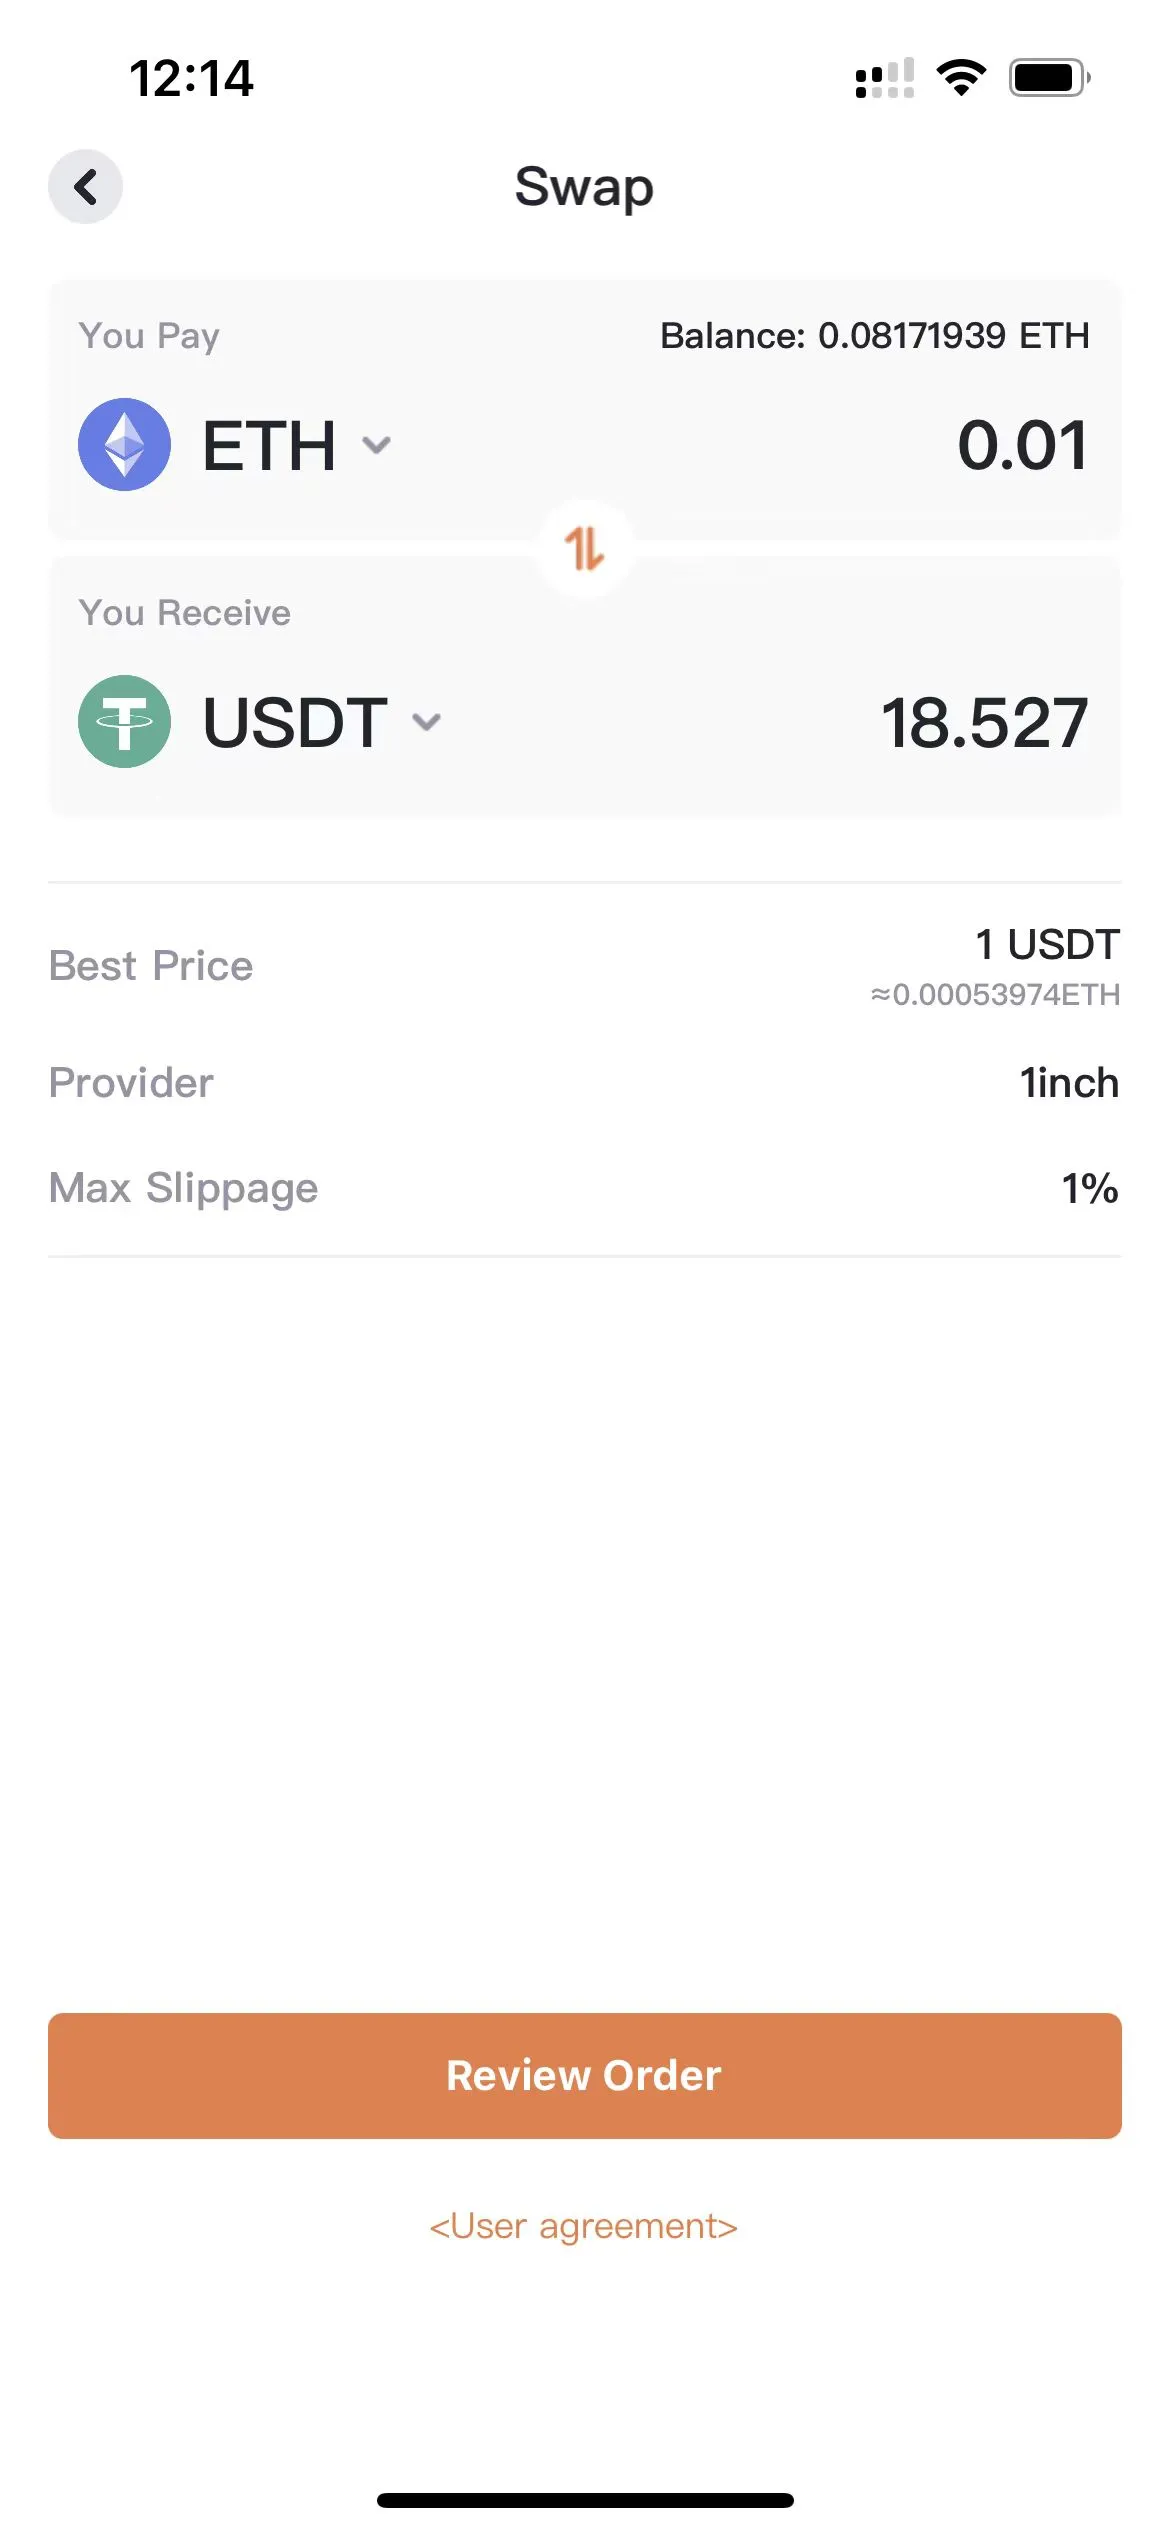 12:14
Swap
You Pay
Balance: 0.08171939 ETH
ETH
0.01
You Receive
USDT
18.527
Best Price
1 USDT
≈0.00053974ETH
Provider
1inch
Max Slippage
1%
Review Order
<User agreement>